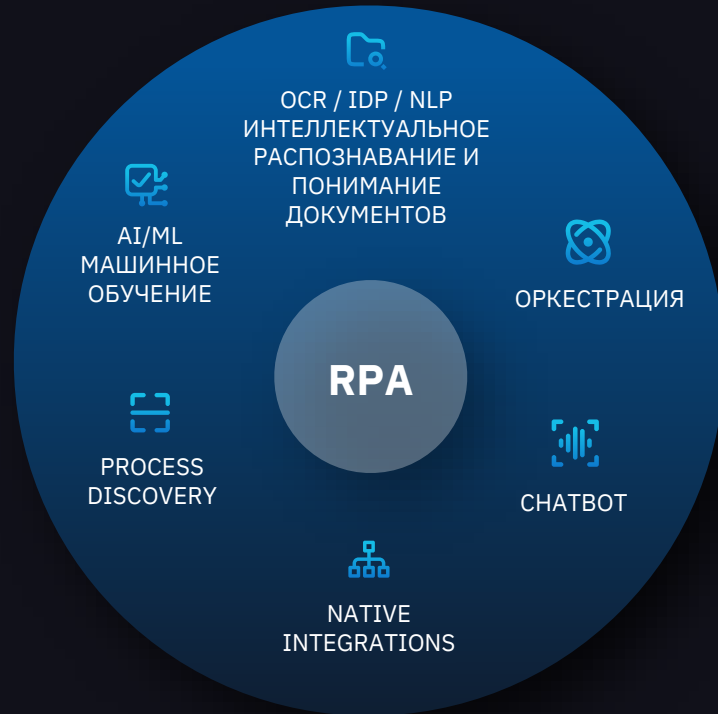 OCR / IDP / NLP
ИНТЕЛЛЕКТУАЛЬНОЕ
РАСПОЗНАВАНИЕ И
ПОНИМАНИЕ
ДОКУМЕНТОВ
AI/ML
МАШИННОЕ
ОБУЧЕНИЕ
ОРКЕСТРАЦИЯ
RPA
PROCESS
DISCOVERY
CHATBOT
NATIVE
INTEGRATIONS